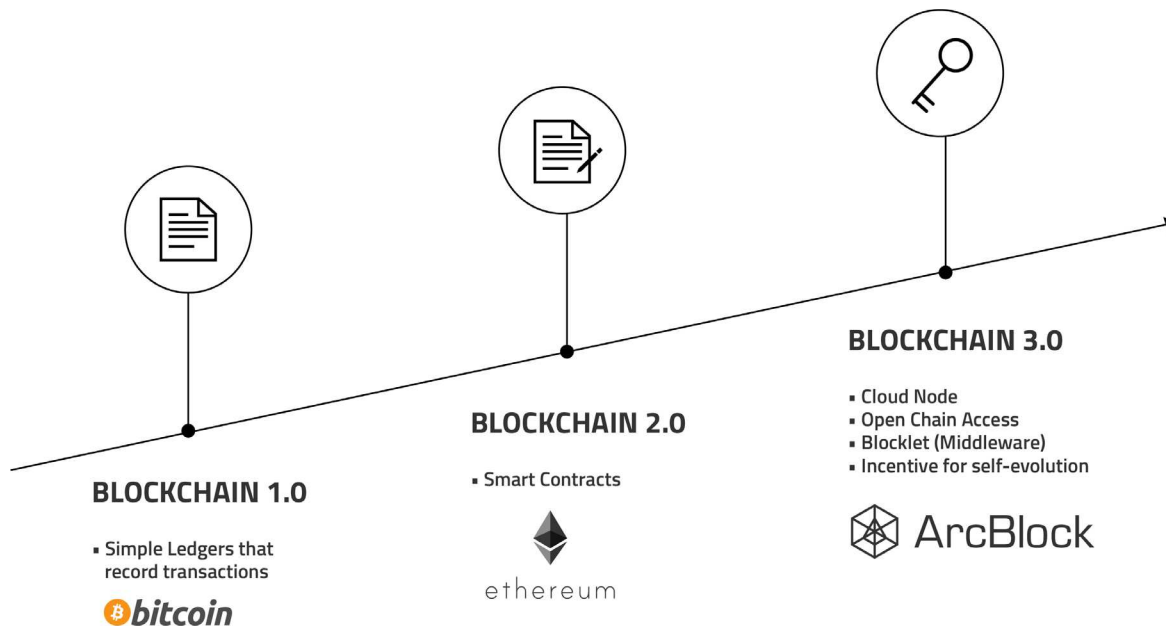 BLOCKCHAIN 1.0
▪ Simple Ledgers that
record transactions
bitcoin
BLOCKCHAIN 2.0
▪ Smart Contracts
ethereum
BLOCKCHAIN 3.0
▪ Cloud Node
▪ Open Chain Access
▪ Blocklet (Middleware)
▪ Incentive for self-evolution
ArcBlock